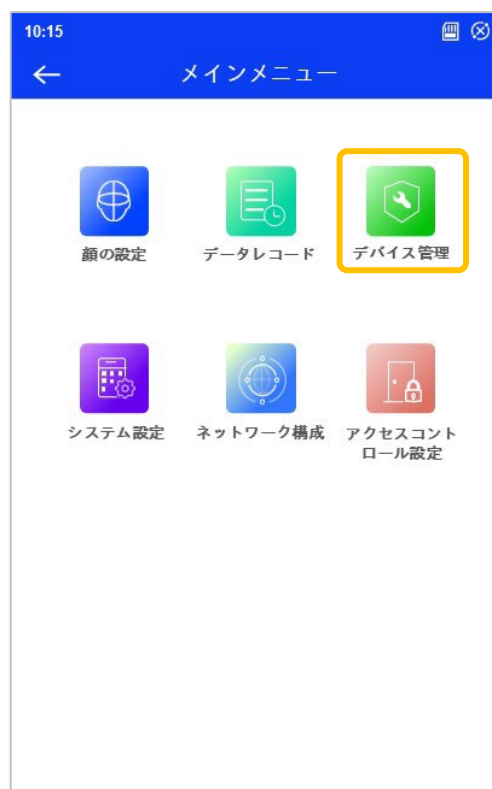 10:15
メインメニュー
顔の設定
データレコード
デバイス管理
システム設定
ネットワーク構成
アクセスコント
ロール設定